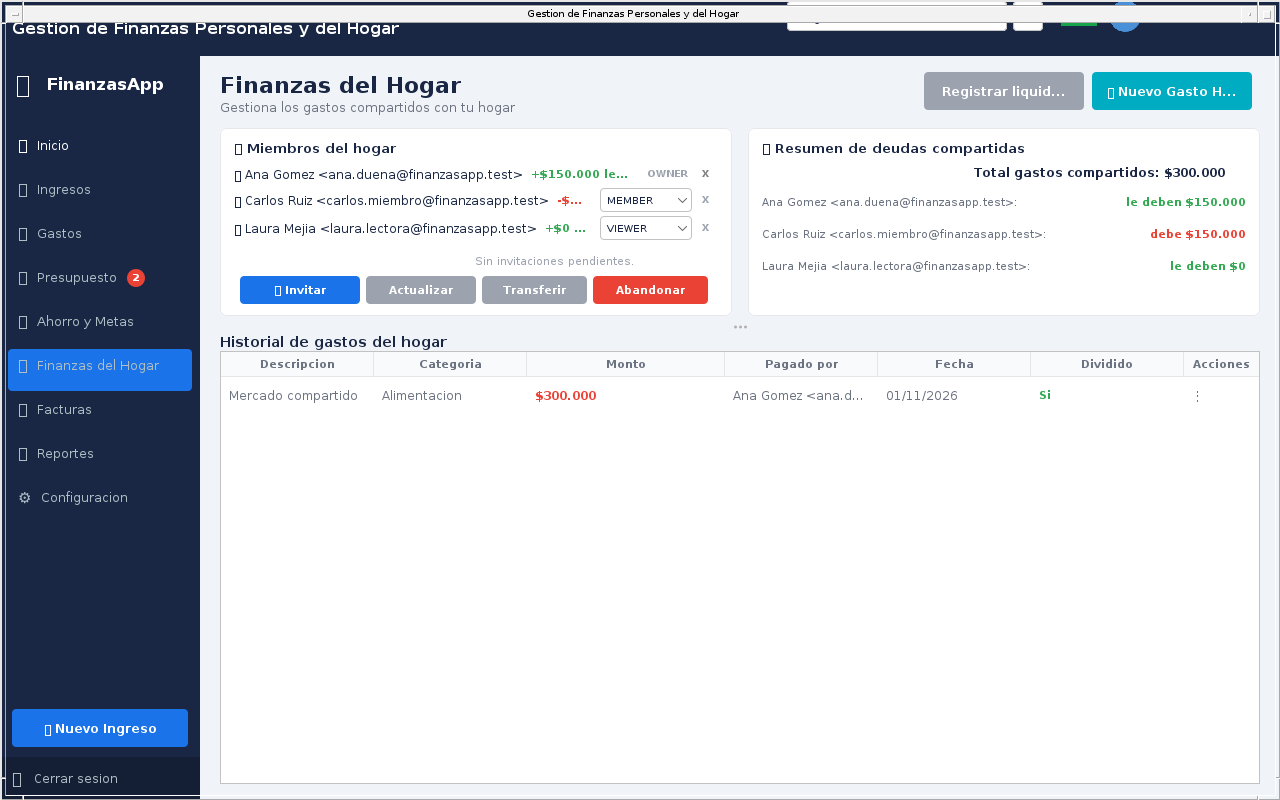 Gestion de Finanzas Personales y del Hogar
Gestion de Finanzas Personales y del Hogar
FinanzasApp
Inicio
Ingresos
Gastos
Presupuesto 2
Ahorro y Metas
Finanzas del Hogar
Facturas
Reportes
Configuracion
Nuevo Ingreso
Cerrar sesion
Finanzas del Hogar
Gestiona los gastos compartidos con tu hogar
Registrar liquid...
Nuevo Gasto H...
Miembros del hogar
Ana Gomez <ana.duena@finanzasapp.test> +$150.000 le... OWNER X
Carlos Ruiz <carlos.miembro@finanzasapp.test> -$... MEMBER X
Laura Mejia <laura.lectora@finanzasapp.test> +$0 ... VIEWER X
Sin invitaciones pendientes.
Invitar Actualizar Transferir Abandonar
Resumen de deudas compartidas
Total gastos compartidos: $300.000
Ana Gomez <ana.duena@finanzasapp.test>: le deben $150.000
Carlos Ruiz <carlos.miembro@finanzasapp.test>: debe $150.000
Laura Mejia <laura.lectora@finanzasapp.test>: le deben $0
Historial de gastos del hogar
Descripcion Categoria Monto Pagado por Fecha Dividido Acciones
Mercado compartido Alimentacion $300.000 Ana Gomez <ana.d... 01/11/2026 Si ⋮